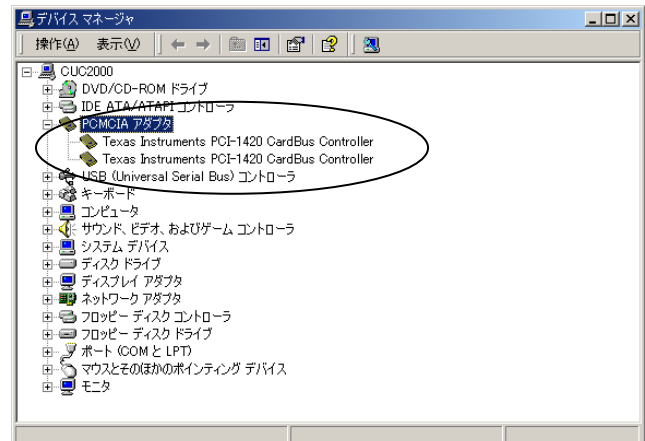 デバイス マネージャ
操作(A) 表示(V)
CUC2000
DVD/CD-ROM ドライブ
IDE ATA/ATAPI コントローラ
PCMCIA アダプタ
Texas Instruments PCI-1420 CardBus Controller
Texas Instruments PCI-1420 CardBus Controller
USB (Universal Serial Bus) コントローラ
キーボード
コンピュータ
サウンド、ビデオ、およびゲーム コントローラ
システム デバイス
ディスク ドライブ
ディスプレイ アダプタ
ネットワーク アダプタ
フロッピー ディスク コントローラ
フロッピー ディスク ドライブ
ポート (COM と LPT)
マウスとそのほかのポインティング デバイス
モニタ